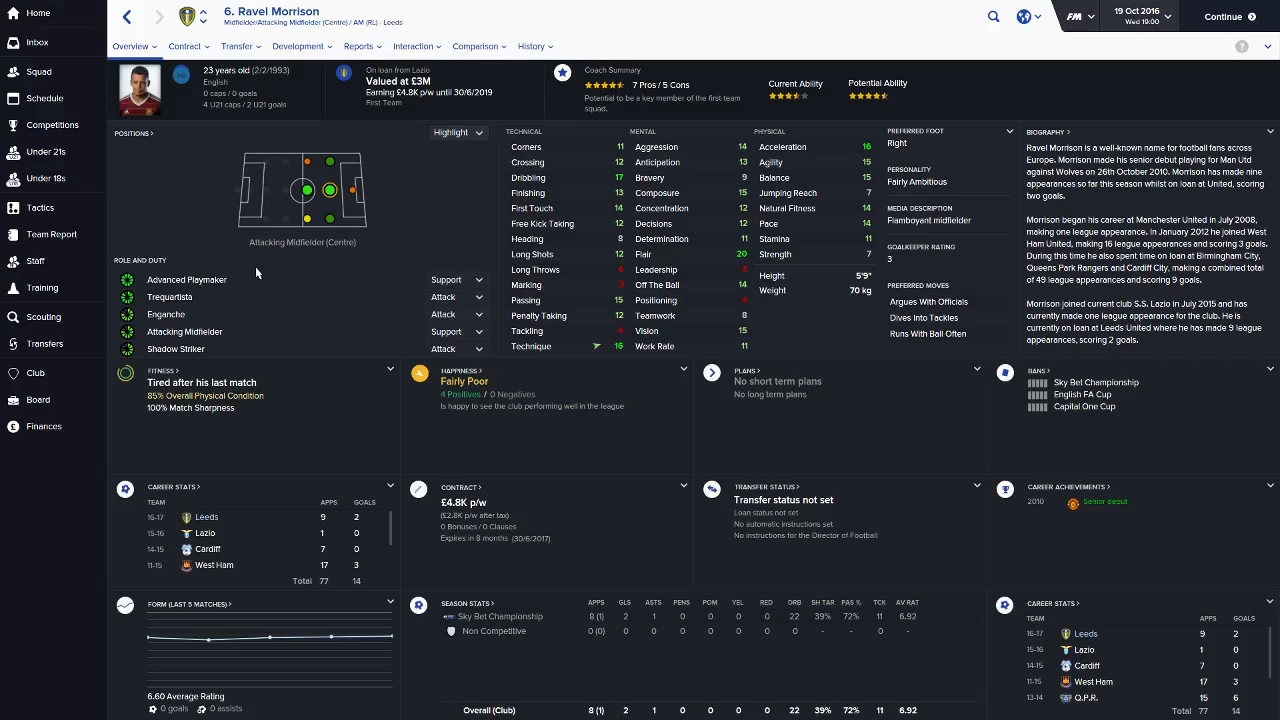 Home
Inbox
Squad
Schedule
Competitions
Under 21s
Under 18s
Tactics
Team Report
Staff
Training
Scouting
Transfers
Club
Board
Finances
6. Ravel Morrison
Midfielder/Attacking Midfielder (Centre) / AM (RL) - Leeds
FM
19 Oct 2016
Wed 19:00
Continue
Overview Contract Transfer Development Reports Interaction Comparison History
23 years old (2/2/1993)
English
0 caps / 0 goals
4 U21 caps / 2 U21 goals
On loan from Lazio
Valued at £3M
Earning £4.8K p/w until 30/6/2019
First Team
Coach Summary
7 Pros / 5 Cons
Potential to be a key member of the first-team
squad.
Current Ability
Potential Ability
POSITIONS
Highlight
Attacking Midfielder (Centre)
ROLE AND DUTY
Advanced Playmaker Support
Trequartista Attack
Enganche Attack
Attacking Midfielder Support
Shadow Striker Attack
TECHNICAL
Corners 11
Crossing 12
Dribbling 17
Finishing 13
First Touch 14
Free Kick Taking 12
Heading 8
Long Shots 12
Long Throws
Marking
Passing 15
Penalty Taking 12
Tackling
Technique 16
MENTAL
Aggression 14
Anticipation 13
Bravery 9
Composure 15
Concentration 12
Decisions 12
Determination 11
Flair 20
Leadership
Off The Ball 14
Positioning
Teamwork 8
Vision 15
Work Rate 11
PHYSICAL
Acceleration 16
Agility 15
Balance 15
Jumping Reach 7
Natural Fitness 14
Pace 14
Stamina 11
Strength 7
Height 5'9"
Weight 70 kg
PREFERRED FOOT
Right
PERSONALITY
Fairly Ambitious
MEDIA DESCRIPTION
Flamboyant midfielder
GOALKEEPER RATING
3
PREFERRED MOVES
Argues With Officials
Dives Into Tackles
Runs With Ball Often
BIOGRAPHY
Ravel Morrison is a well-known name for football fans across
Europe. Morrison made his senior debut playing for Man Utd
against Wolves on 26th October 2010. Morrison has made
nine appearances so far this season whilst on loan at United, scoring
two goals.
Morrison began his career at Manchester United in July 2008,
making one league appearance. In January 2012 he joined West
Ham United, making 16 league appearances and scoring 3 goals.
During this he also spent time on loan at Birmingham City,
Queens Park Rangers and Cardiff City, making a combined total
of 49 league appearances and scoring 9 goals.
Morrison joined current club S.S. Lazio in July 2015 and has
currently made one league appearance for the club. He is
currently on loan at Leeds United where he has made 9 league
appearances, scoring 2 goals.
FITNESS
Tired after his last match
85% Overall Physical Condition
100% Match Sharpness
HAPPINESS
Fairly Poor
4 Positives / 0 Negatives
Is happy to see the club performing well in the league
PLANS
No short term plans
No long term plans
BANS
Sky Bet Championship
English FA Cup
Capital One Cup
CAREER STATS
TEAM APPS GOALS
16-17 Leeds 9 2
15-16 Lazio 1 0
14-15 Cardiff 7 0
11-15 West Ham 17 3
Total 77 14
CONTRACT
£4.8K p/w
(£2.8K p/w after tax)
0 Bonuses / 0 Clauses
Expires in 8 months (30/6/2017)
TRANSFER STATUS
Transfer status not set
Loan status not set
No automatic instructions set
No instructions for the Director of Football
CAREER ACHIEVEMENTS
2010 Senior debut
FORM (LAST 5 MATCHES)
6.60 Average Rating
0 goals 0 assists
SEASON STATS APPS GLS ASTS PENS POM YEL RED DRB SH TAR PAS % TCK AV RAT
Sky Bet Championship 8 (1) 2 1 0 0 0 0 22 39% 72% 11 6.92
Non Competitive 0 (0) 0 0 0 0 0 0 0 - - 0 -
Overall (Club) 8 (1) 2 1 0 0 0 0 22 39% 72% 11 6.92
CAREER STATS
TEAM APPS GOALS
16-17 Leeds 9 2
15-16 Lazio 1 0
14-15 Cardiff 7 0
11-15 West Ham 17 3
13-14 Q.P.R. 15 6
Total 77 14